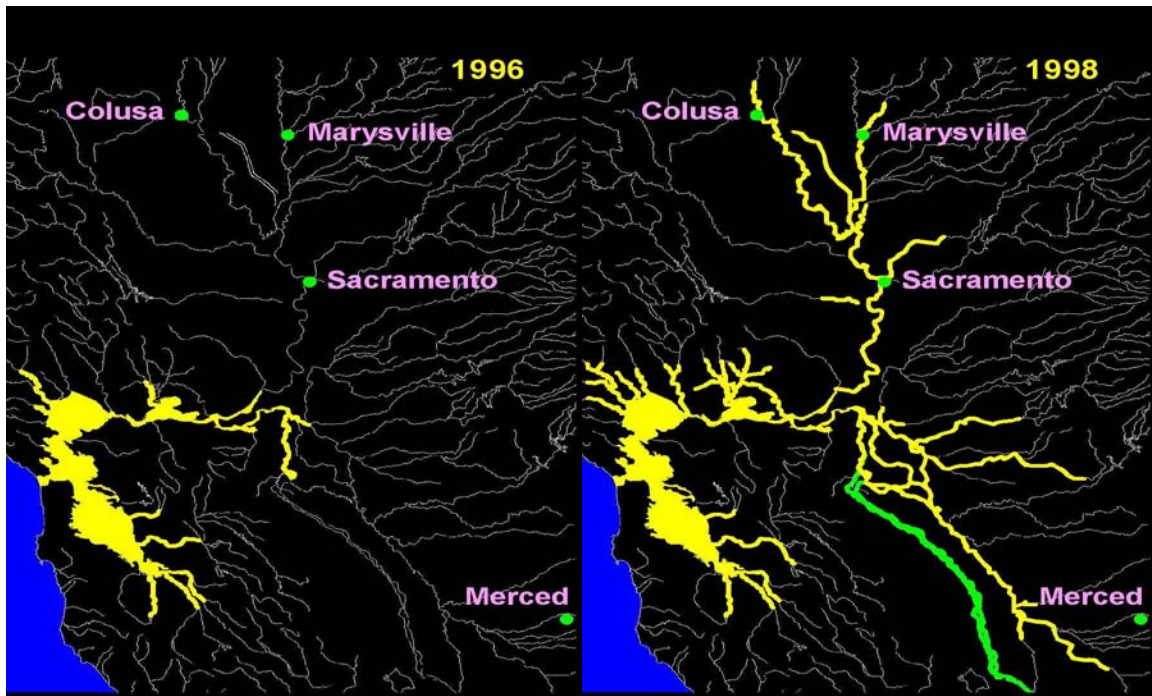 1996
Colusa
Marysville
Sacramento
Merced
1998
Colusa
Marysville
Sacramento
Merced